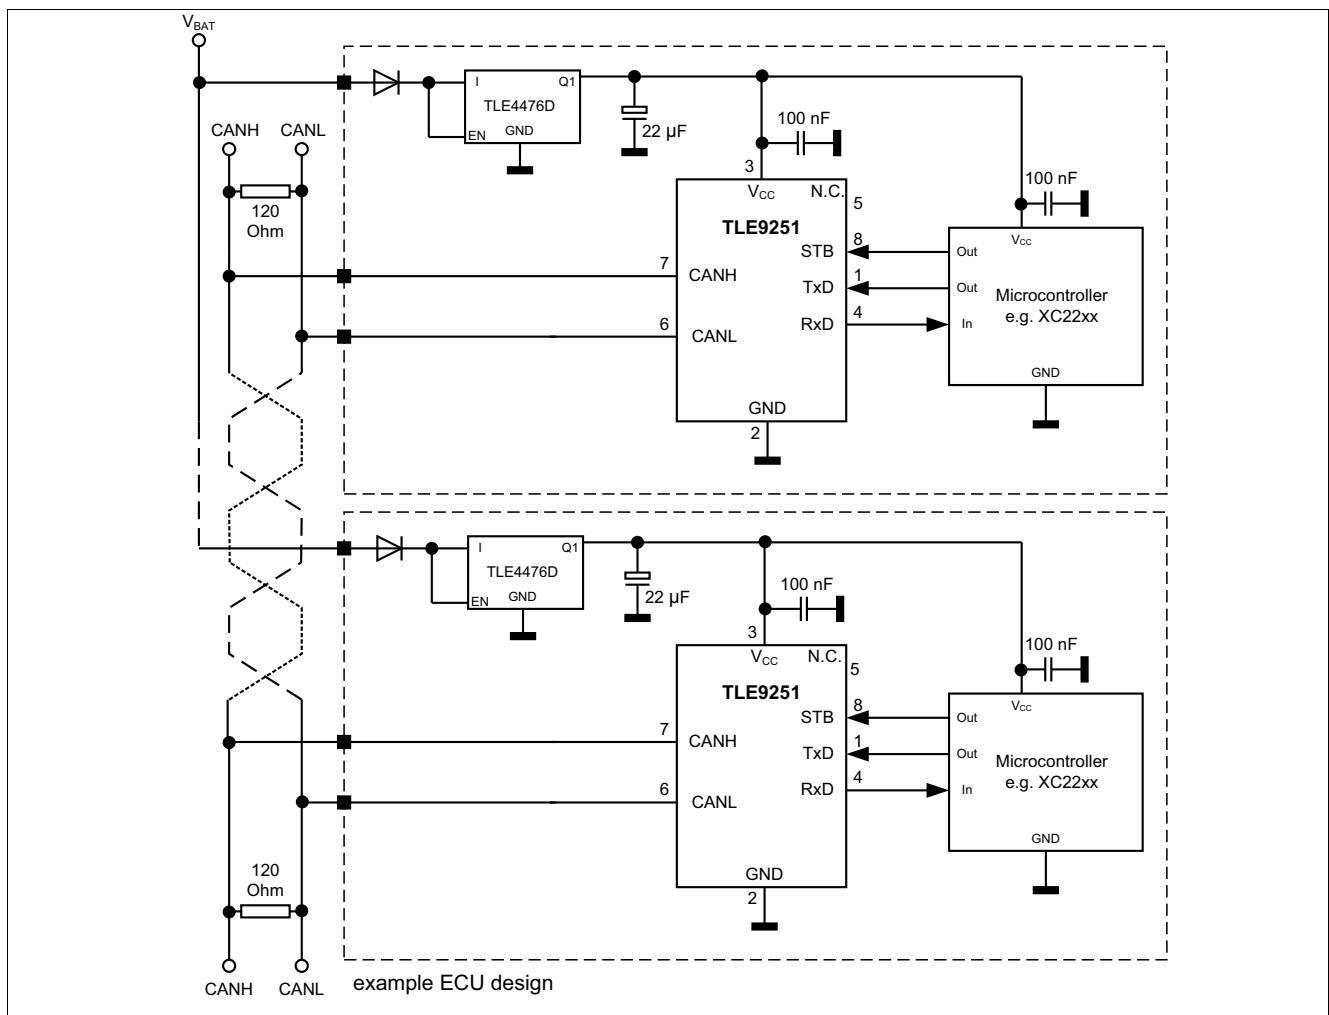 VBAT
CANH CANL
120
Ohm
I Q1
TLE4476D
EN GND
22 µF
100 nF
3
VCC N.C.
5
TLE9251
STB 8
TxD 1
RxD 4
7 CANH
6 CANL
GND
2
100 nF
VCC
Out
Out
In
Microcontroller
e.g. XC22xx
GND
I Q1
TLE4476D
EN GND
22 µF
100 nF
3
VCC N.C.
5
TLE9251
STB 8
TxD 1
RxD 4
7 CANH
6 CANL
GND
2
100 nF
VCC
Out
Out
In
Microcontroller
e.g. XC22xx
GND
120
Ohm
CANH CANL
example ECU design